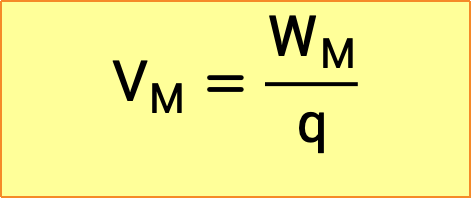 V_M = W_M / q